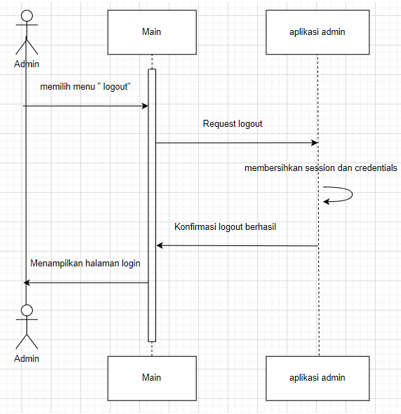 Main
aplikasi admin
Admin
memilih menu " logout"
Request logout
membersihkan session dan credentials
Konfirmasi logout berhasil
Menampilkan halaman login
Admin
Main
aplikasi admin